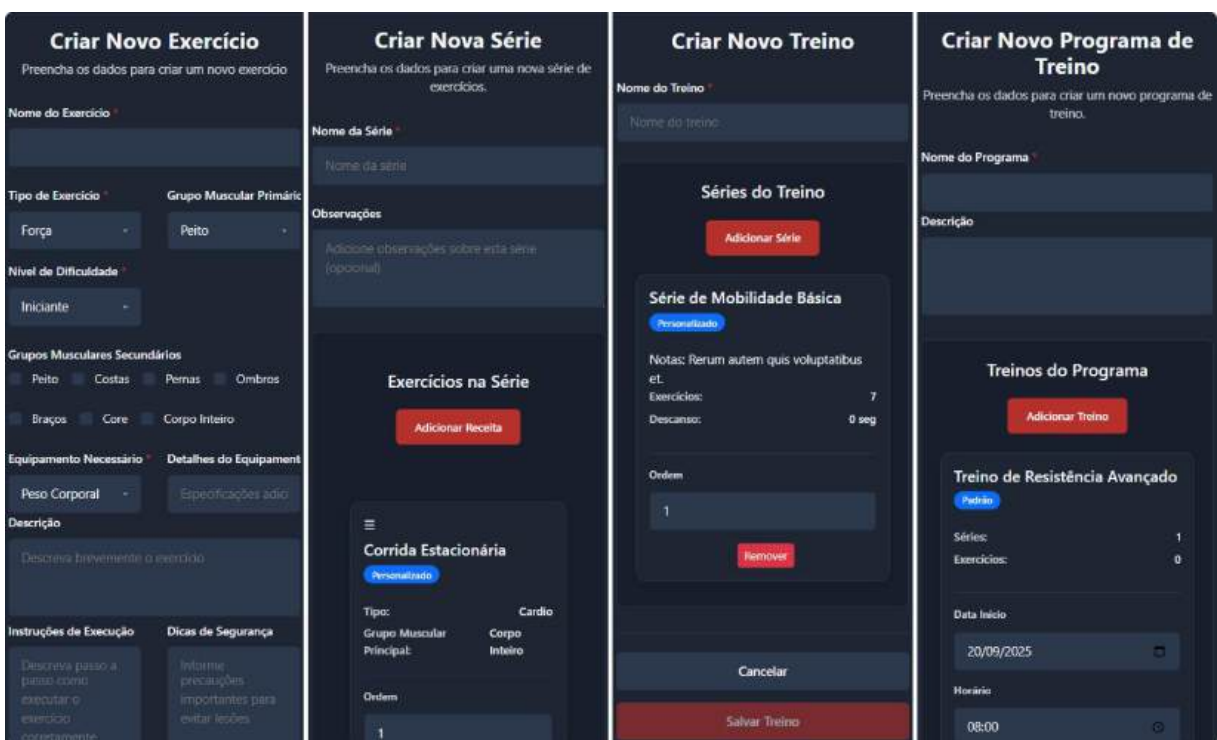 Criar Novo Exercício
Preencha os dados para criar um novo exercício
Nome do Exercício *
Tipo de Exercício *
Grupo Muscular Primáric
Força
Peito
Nível de Dificuldade *
Iniciante
Grupos Musculares Secundários
Peito
Costas
Pernas
Ombros
Braços
Core
Corpo Inteiro
Equipamento Necessário *
Detalhes do Equipament
Peso Corporal
Especificações adici
Descrição
Descreva brevemente o exercício
Instruções de Execução
Dicas de Segurança
Descreva passo a
passo como
executar o
exercício
corretamente
Informe
precauções
importantes para
evitar lesões
Criar Nova Série
Preencha os dados para criar uma nova série de
exercícios.
Nome da Série *
Nome da série
Observações
Adicione observações sobre esta série
(opcional)
Exercícios na Série
Adicionar Receita
Corrida Estacionária
Personalizado
Tipo:
Cardio
Grupo Muscular
Principal:
Corpo
Inteiro
Ordem
1
Criar Novo Treino
Nome do Treino *
Nome do treino
Séries do Treino
Adicionar Série
Série de Mobilidade Básica
Personalizado
Notas: Rerum autem quis voluptatibus
et.
Exercícios:
7
Descanso:
0 seg
Ordem
1
Remover
Cancelar
Salvar Treino
Criar Novo Programa de
Treino
Preencha os dados para criar um novo programa de
treino.
Nome do Programa *
Descrição
Treinos do Programa
Adicionar Treino
Treino de Resistência Avançado
Padrão
Séries:
1
Exercícios:
0
Data Início
20/09/2025
Horário
08:00